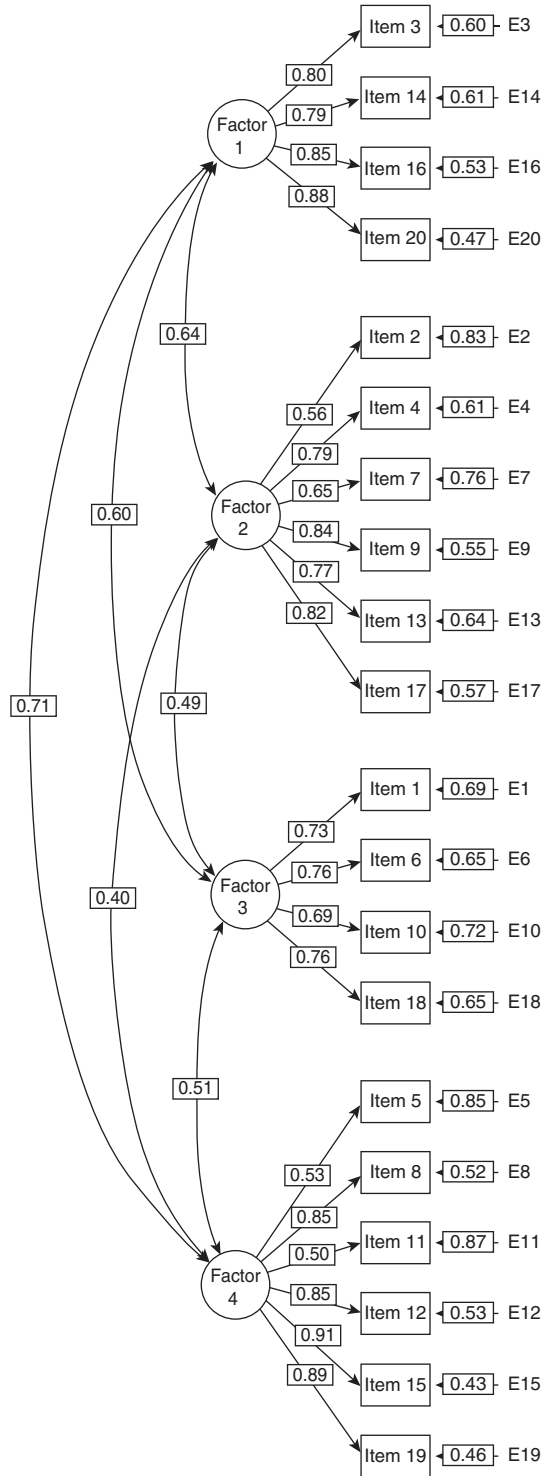 Item 3 0.60 E3
0.80
Item 14 0.61 E14
0.79
Factor
1
0.85
Item 16 0.53 E16
0.88
Item 20 0.47 E20
0.64
Item 2 0.83 E2
0.56
Item 4 0.61 E4
0.79
0.65
Item 7 0.76 E7
Factor
2
0.60
0.84
Item 9 0.55 E9
0.77
0.82
Item 13 0.64 E13
Item 17 0.57 E17
0.71
0.49
Item 1 0.69 E1
0.73
Item 6 0.65 E6
0.76
Factor
3
0.40
0.69
Item 10 0.72 E10
0.76
Item 18 0.65 E18
0.51
Item 5 0.85 E5
0.53
Item 8 0.52 E8
0.85
0.50
Item 11 0.87 E11
Factor
4
0.85
Item 12 0.53 E12
0.91
0.89
Item 15 0.43 E15
Item 19 0.46 E19